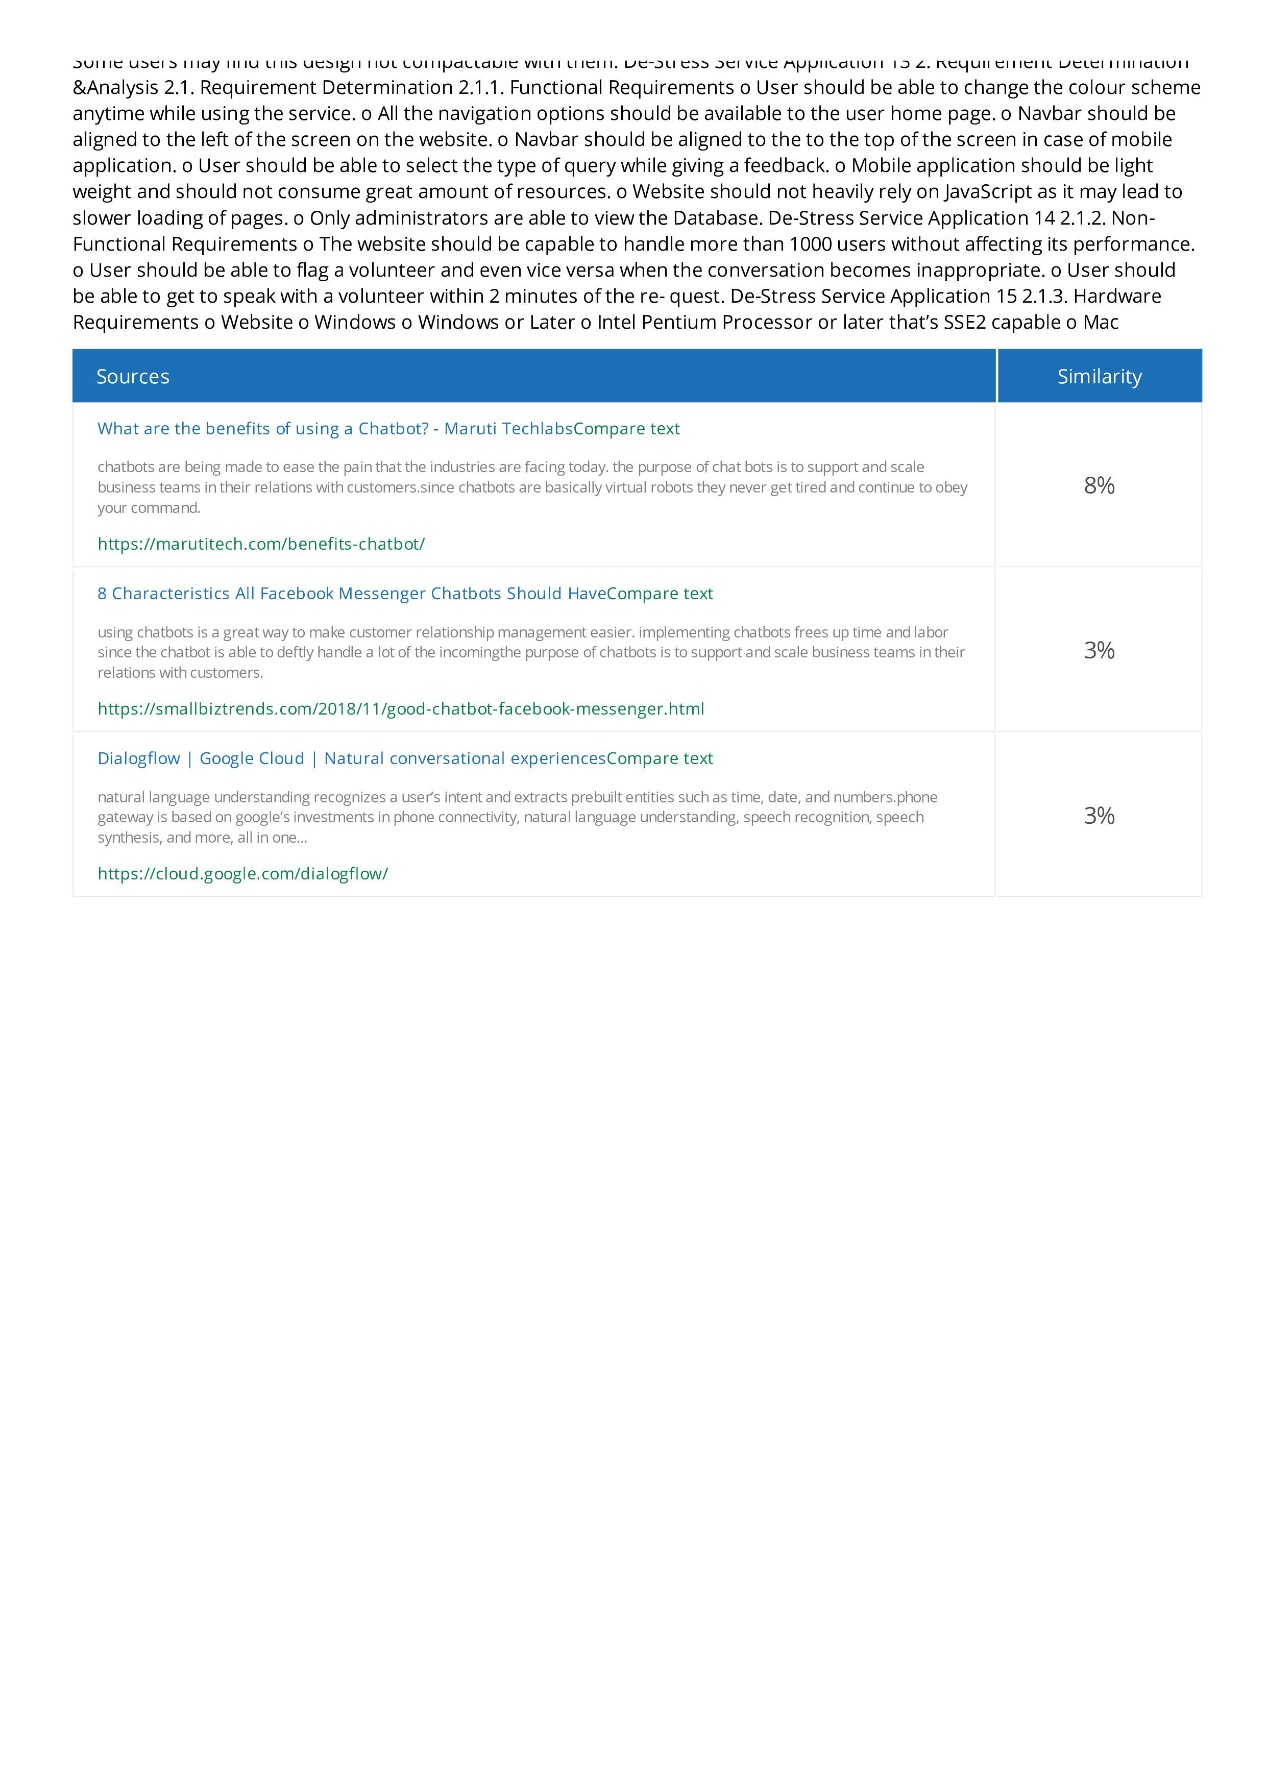 Some users may find this design not compactable with them. De-Stress Service Application 13 2. Requirement Determination
&Analysis 2.1. Requirement Determination 2.1.1. Functional Requirements o User should be able to change the colour scheme
anytime while using the service. o All the navigation options should be available to the user home page. o Navbar should be
aligned to the left of the screen on the website. o Navbar should be aligned to the to the top of the screen in case of mobile
application. o User should be able to select the type of query while giving a feedback. o Mobile application should be light
weight and should not consume great amount of resources. o Website should not heavily rely on JavaScript as it may lead to
slower loading of pages. o Only administrators are able to view the Database. De-Stress Service Application 14 2.1.2. Non-
Functional Requirements o The website should be capable to handle more than 1000 users without affecting its performance.
o User should be able to flag a volunteer and even vice versa when the conversation becomes inappropriate. o User should
be able to get to speak with a volunteer within 2 minutes of the re- quest. De-Stress Service Application 15 2.1.3. Hardware
Requirements o Website o Windows o Windows or Later o Intel Pentium Processor or later that’s SSE2 capable o Mac
Sources Similarity
What are the benefits of using a Chatbot? - Maruti TechlabsCompare text
chatbots are being made to ease the pain that the industries are facing today. the purpose of chat bots is to support and scale
business teams in their relations with customers.since chatbots are basically virtual robots they never get tired and continue to obey
your command.
https://marutitech.com/benefits-chatbot/
8%
8 Characteristics All Facebook Messenger Chatbots Should HaveCompare text
using chatbots is a great way to make customer relationship management easier. implementing chatbots frees up time and labor
since the chatbot is able to deftly handle a lot of the incomingthe purpose of chatbots is to support and scale business teams in their
relations with customers.
https://smallbiztrends.com/2018/11/good-chatbot-facebook-messenger.html
3%
Dialogflow | Google Cloud | Natural conversational experiencesCompare text
natural language understanding recognizes a user’s intent and extracts prebuilt entities such as time, date, and numbers.phone
gateway is based on google’s investments in phone connectivity, natural language understanding, speech recognition, speech
synthesis, and more, all in one...
https://cloud.google.com/dialogflow/
3%